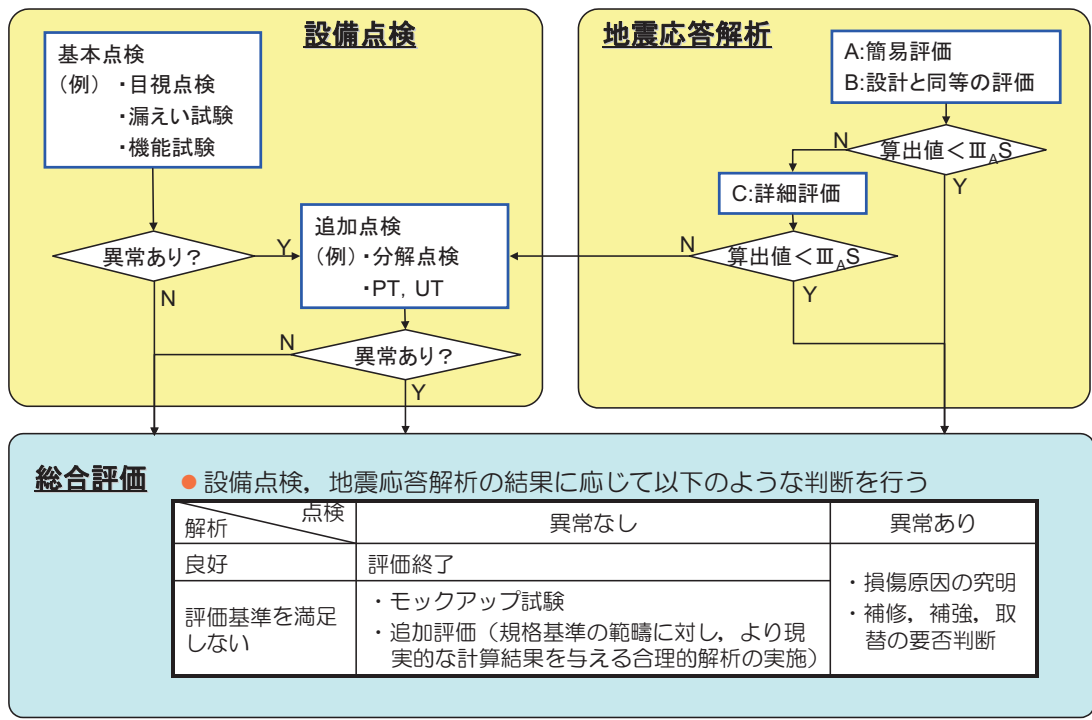 設備点検
基本点検
(例) ・目視点検
・漏えい試験
・機能試験
異常あり？
Y
N
追加点検
(例)・分解点検
・PT，UT
異常あり？
N
Y
地震応答解析
A:簡易評価
B:設計と同等の評価
算出値＜ⅢAS
N
Y
C:詳細評価
算出値＜ⅢAS
N
Y
総合評価
● 設備点検，地震応答解析の結果に応じて以下のような判断を行う
点検
解析
異常なし
異常あり
良好
評価終了
評価基準を満足
しない
・モックアップ試験
・追加評価（規格基準の範疇に対し，より現
実的な計算結果を与える合理的解析の実施）
・損傷原因の究明
・補修，補強，取
替の要否判断